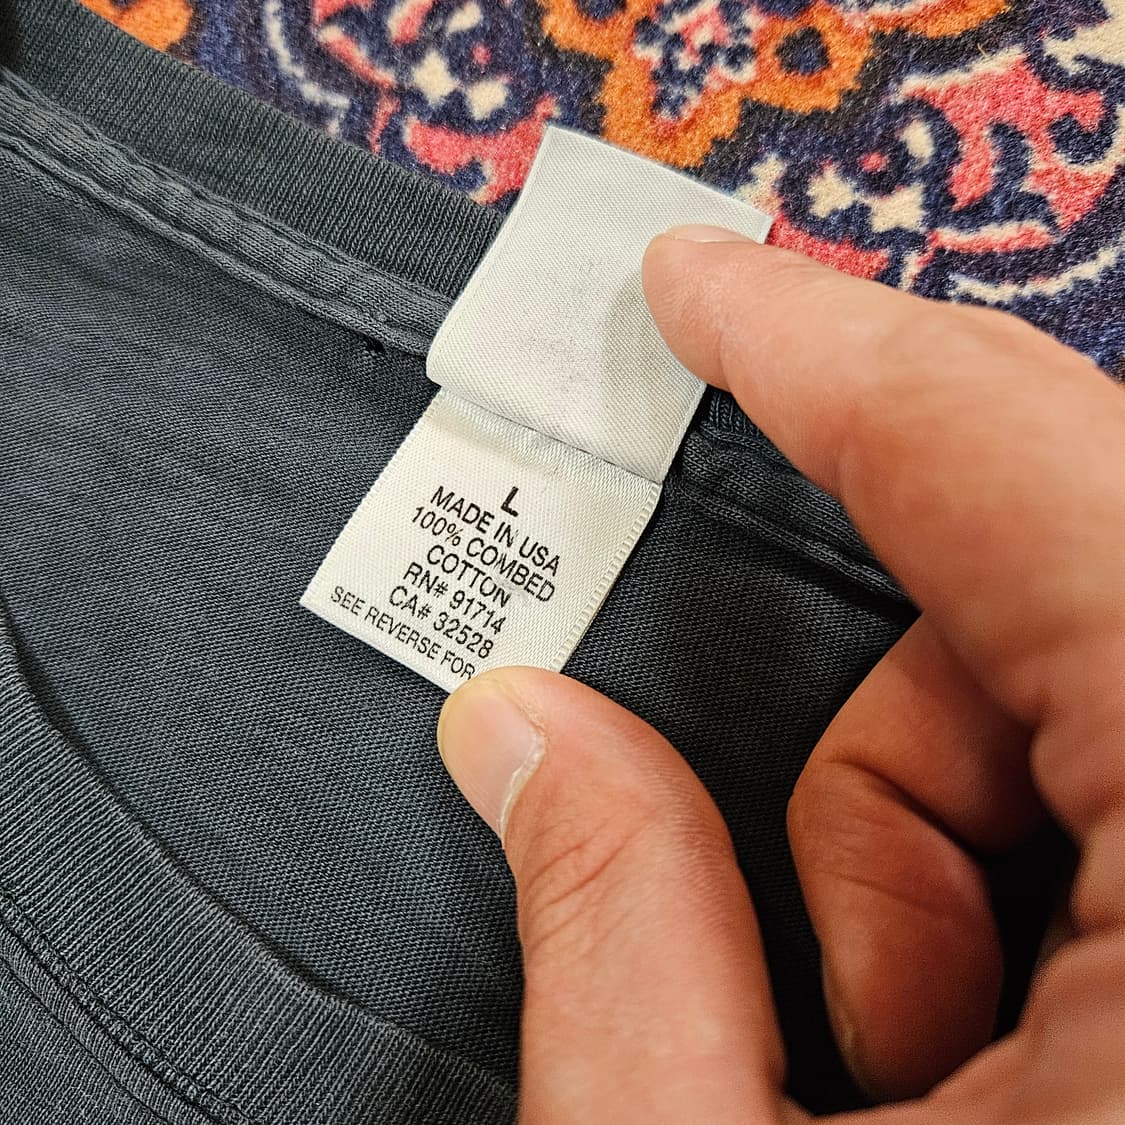 L
MADE IN USA
100% COMBED
COTTON
RN# 91714
CA# 32528
SEE REVERSE FOR